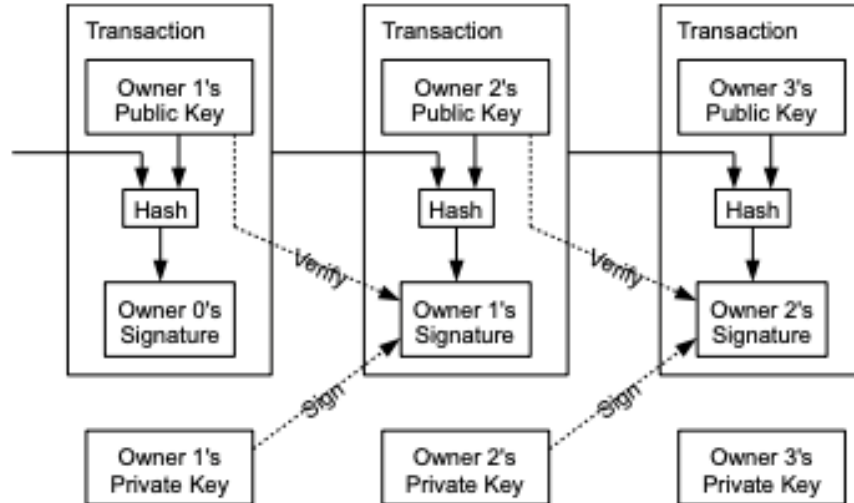 Transaction
Transaction
Transaction
Owner 1's
Public Key
Owner 2's
Public Key
Owner 3's
Public Key
Hash
Hash
Hash
Verify
Verify
Owner 0's
Signature
Owner 1's
Signature
Owner 2's
Signature
Sign
Sign
Owner 1's
Private Key
Owner 2's
Private Key
Owner 3's
Private Key